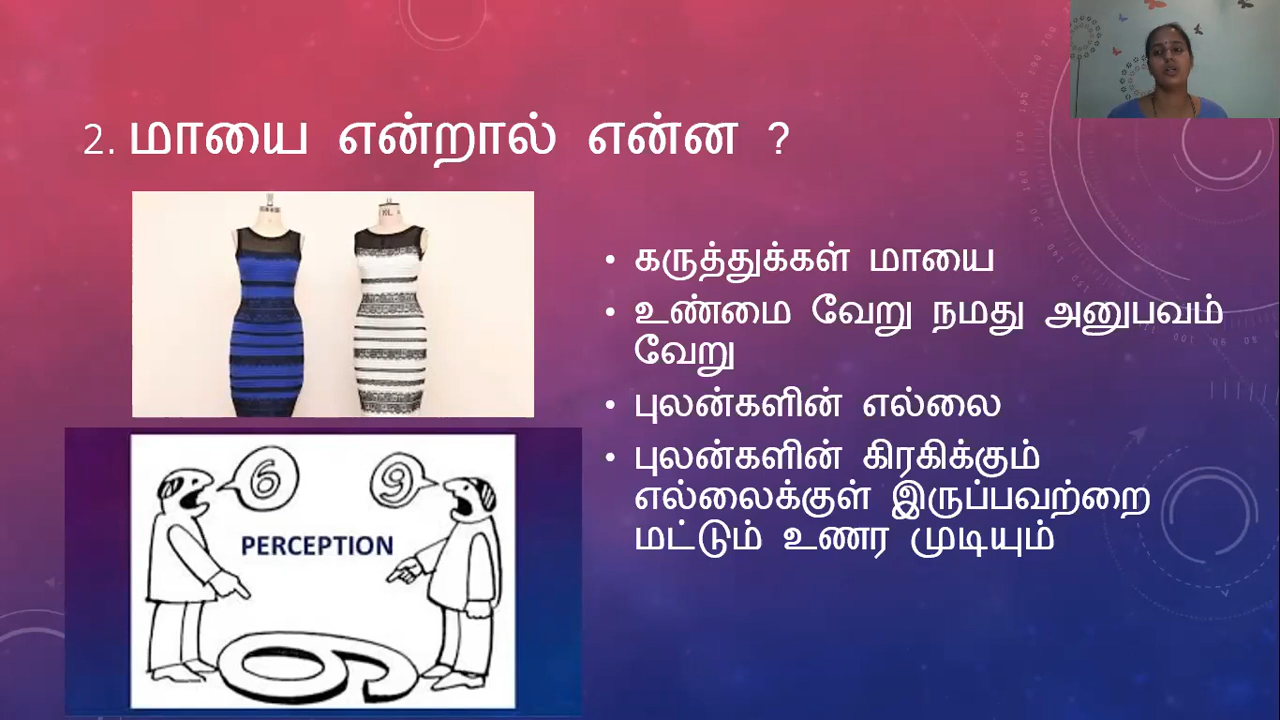 2. மாயை என்றால் என்ன ?
• கருத்துக்கள் மாயை
• உண்மை வேறு நமது அனுபவம்
வேறு
• புலன்களின் எல்லை
• புலன்களின் கிரகிக்கும்
எல்லைக்குள் இருப்பவற்றை
மட்டும் உணர முடியும்
6
9
PERCEPTION
6